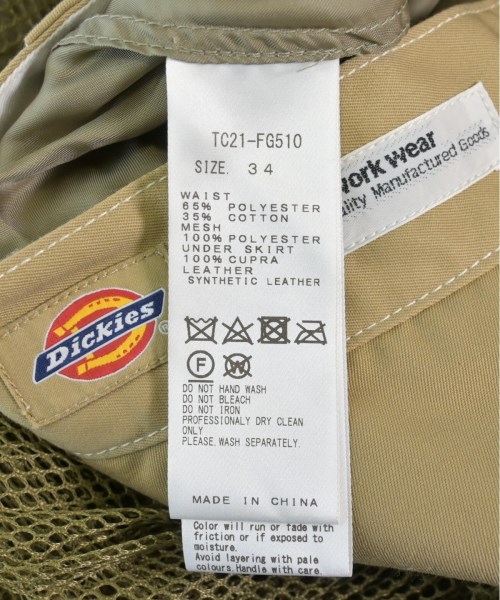 TC21-FG510
SIZE. 34
WAIST
65% POLYESTER
35% COTTON
MESH
100% POLYESTER
UNDER SKIRT
100% CUPRA
LEATHER
SYNTHETIC LEATHER
F W
DO NOT HAND WASH
DO NOT BLEACH
DO NOT IRON
PROFESSIONALY DRY CLEAN
ONLY
PLEASE.WASH SEPARATELY.
MADE IN CHINA
Color will run or fade with
friction or if exposed to
moisture.
Avoid layering with pale
colours.Handle with care.
Dickies
®
work wear
Manufactured Goods